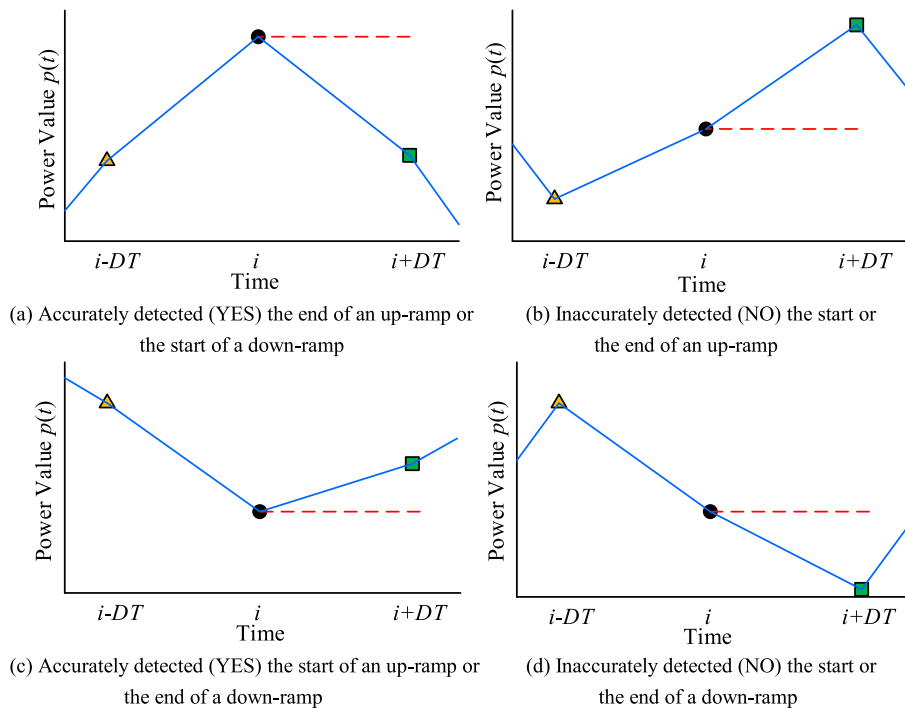 Power Value p(t)
i-DT i i+DT
Time
(a) Accurately detected (YES) the end of an up-ramp or
the start of a down-ramp
Power Value p(t)
i-DT i i+DT
Time
(b) Inaccurately detected (NO) the start or
the end of an up-ramp
Power Value p(t)
i-DT i i+DT
Time
(c) Accurately detected (YES) the start of an up-ramp or
the end of a down-ramp
Power Value p(t)
i-DT i i+DT
Time
(d) Inaccurately detected (NO) the start or
the end of a down-ramp